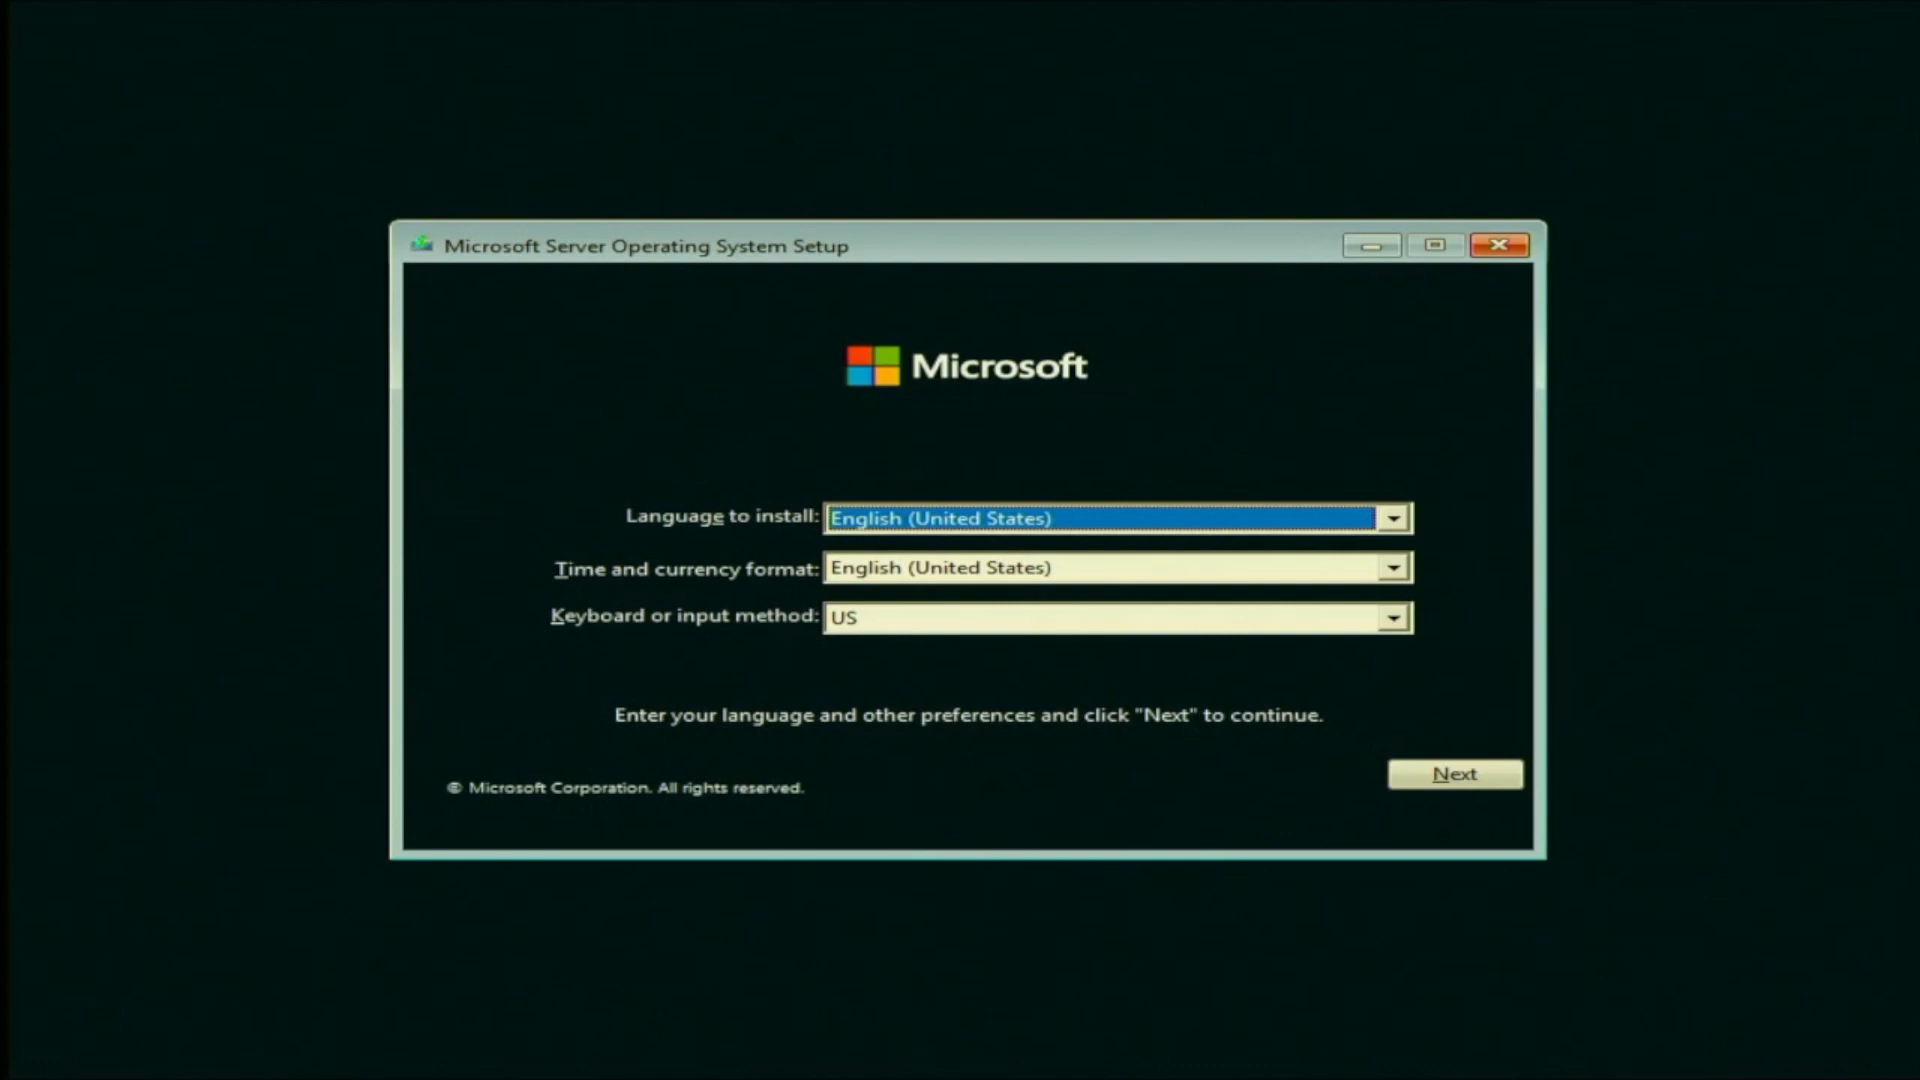 Microsoft Server Operating System Setup
Microsoft
Language to install: English (United States)
Time and currency format: English (United States)
Keyboard or input method: US
Enter your language and other preferences and click "Next" to continue.
Next
© Microsoft Corporation. All rights reserved.